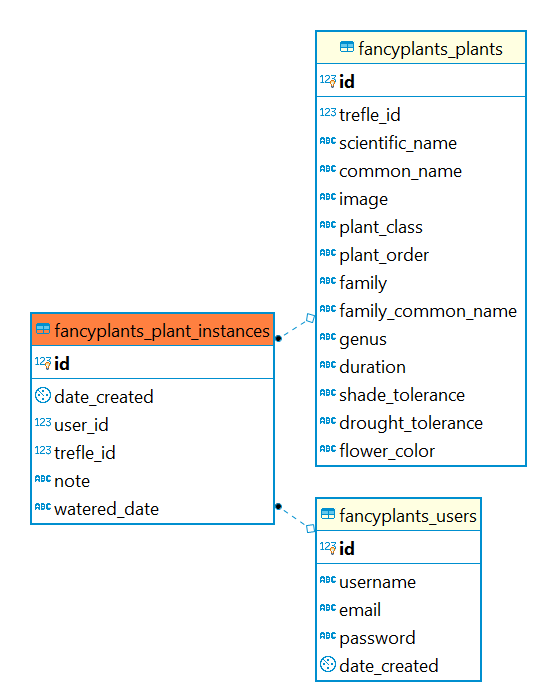 fancyplants_plants
123 id
123 trefle_id
ABC scientific_name
ABC common_name
ABC image
ABC plant_class
ABC plant_order
ABC family
ABC family_common_name
ABC genus
ABC duration
ABC shade_tolerance
ABC drought_tolerance
ABC flower_color
fancyplants_plant_instances
123 id
date_created
123 user_id
123 trefle_id
ABC note
ABC watered_date
fancyplants_users
123 id
ABC username
ABC email
ABC password
date_created